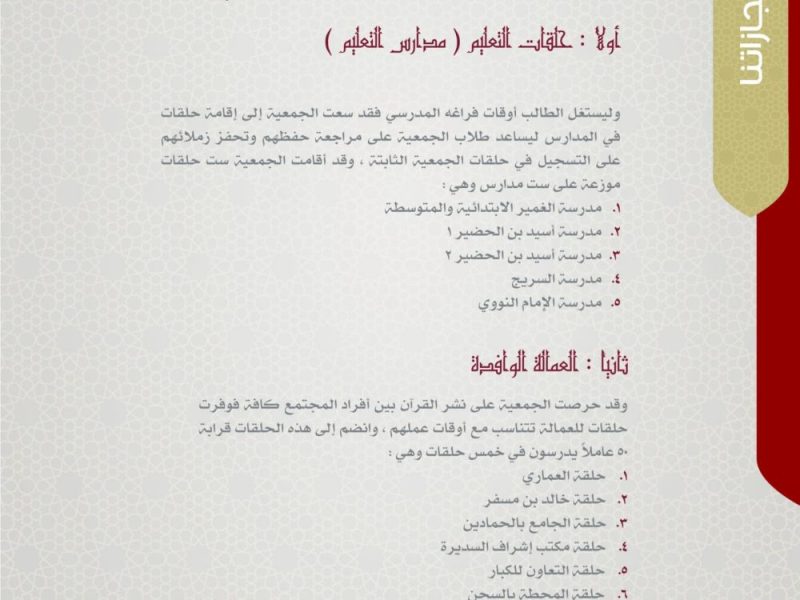 أولا : حلقات التعليم ( مدارس التعليم )
وليستغل الطالب أوقات فراغه المدرسي فقد سعت الجمعية إلى إقامة حلقات
في المدارس ليساعد طلاب الجمعية على مراجعة حفظهم وتحفز زملائهم
على التسجيل في حلقات الجمعية الثابتة ، وقد أقامت الجمعية ست حلقات
موزعة على ست مدارس وهي :
١. مدرسة الغمير الابتدائية والمتوسطة
٢. مدرسة أسيد بن الحضير ١
٣. مدرسة أسيد بن الحضير ٢
٤. مدرسة السريج
٥. مدرسة الإمام النووي
ثانيا : العمالة الوافدة
وقد حرصت الجمعية على نشر القرآن بين أفراد المجتمع كافة فوفرت
حلقات للعمالة تتناسب مع أوقات عملهم ، وانضم إلى هذه الحلقات قرابة
٥٠ عاملاً يدرسون في خمس حلقات وهي :
١. حلقة العماري
٢. حلقة خالد بن مسفر
٣. حلقة الجامع بالحمادين
٤. حلقة مكتب إشراف السديرة
٥. حلقة التعاون للكبار
٦. حلقة المحطة بالسحن
جازاتنا